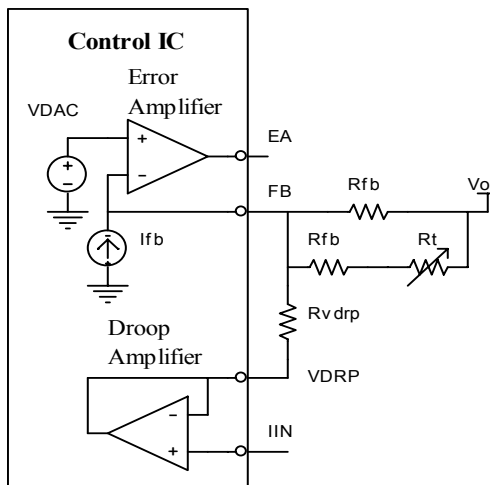 Control IC
Error
Amplifier
VDAC
+
-
+
-
EA
FB
Ifb
Rfb
Vo
Rfb
Rt
Rvdrp
Droop
Amplifier
VDRP
-
+
IIN